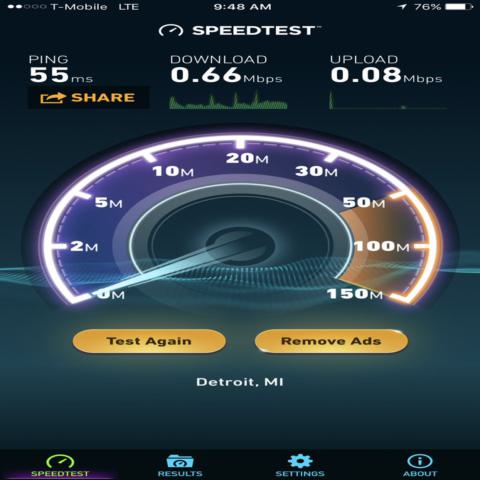 T-Mobile LTE 9:48 AM 76%
SPEEDTEST™
PING DOWNLOAD UPLOAD
55 ms 0.66 Mbps 0.08 Mbps
SHARE
20M
10M 30M
5M 50M
2M 100M
0M 150M
Test Again Remove Ads
Detroit, MI
SPEEDTEST RESULTS SETTINGS ABOUT